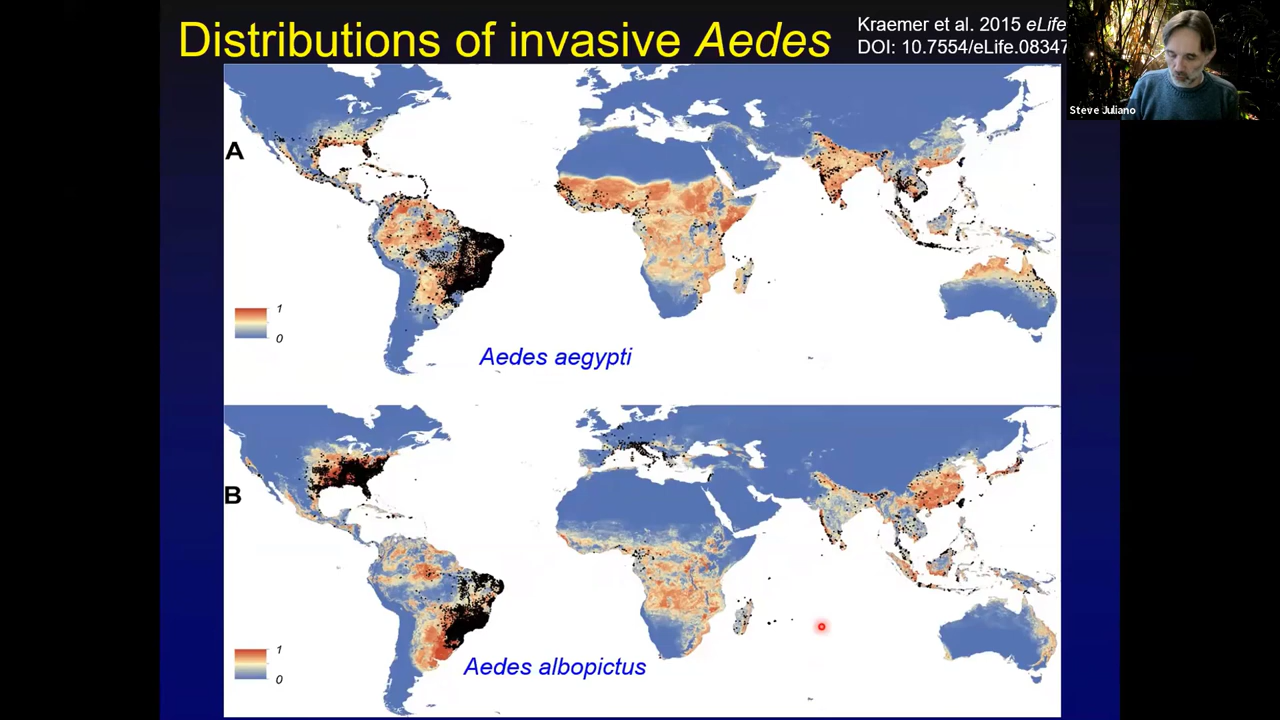 Distributions of invasive Aedes
Kraemer et al. 2015 eLife
DOI: 10.7554/eLife.08347
Steve Juliano
A
1
0
Aedes aegypti
B
1
0
Aedes albopictus